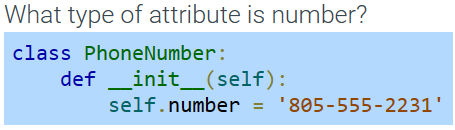 What type of attribute is number?
class PhoneNumber:
    def __init__(self):
        self.number = '805-555-2231'